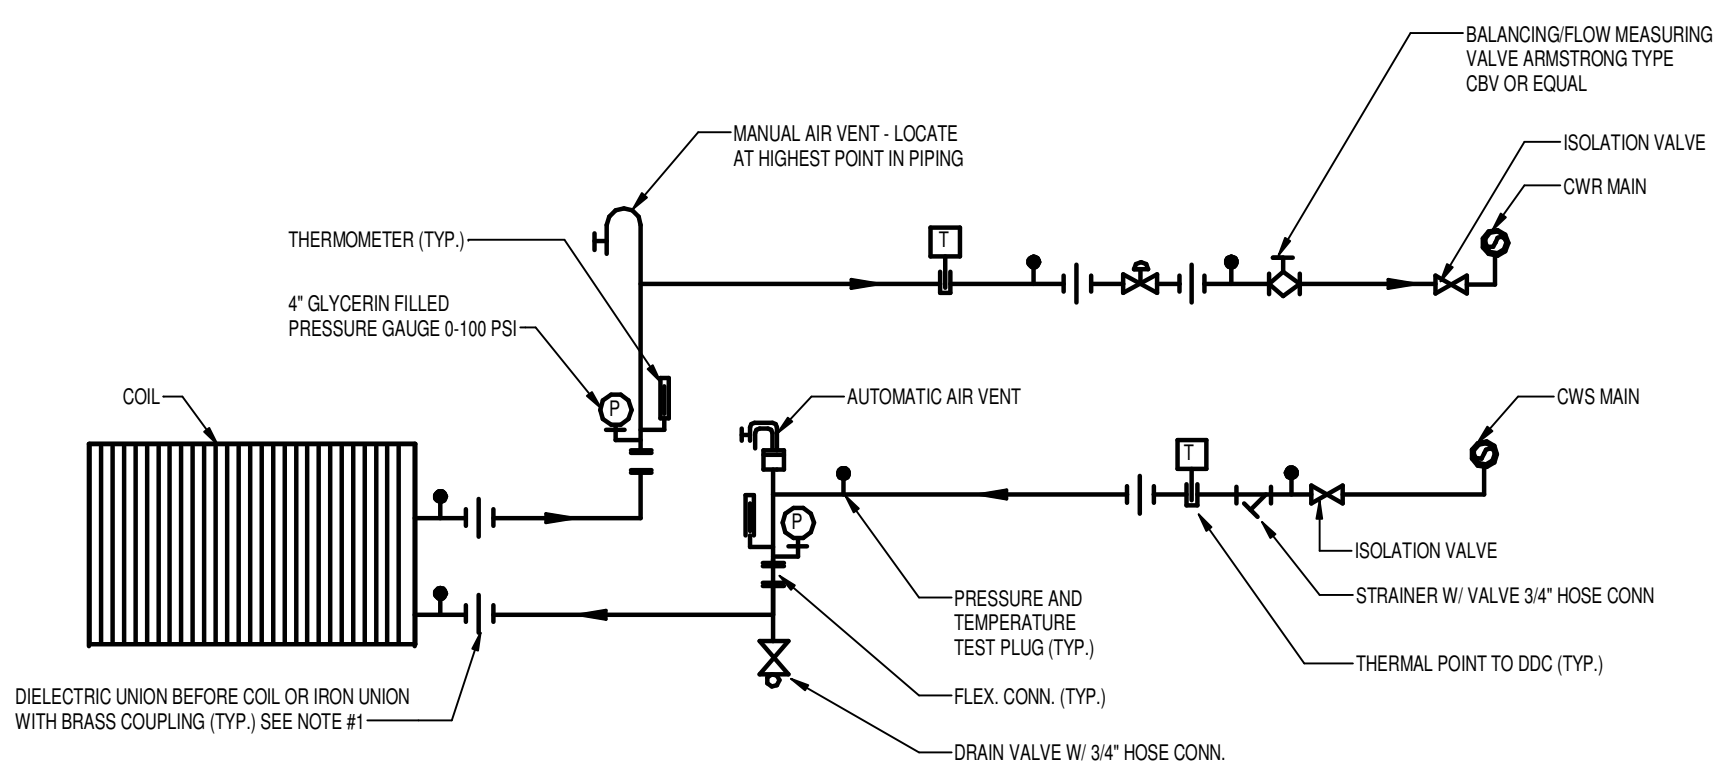 BALANCING/FLOW MEASURING
VALVE ARMSTRONG TYPE
CBV OR EQUAL
MANUAL AIR VENT - LOCATE
AT HIGHEST POINT IN PIPING
ISOLATION VALVE
CWR MAIN
THERMOMETER (TYP.)
T
4" GLYCERIN FILLED
PRESSURE GAUGE 0-100 PSI
COIL
P
AUTOMATIC AIR VENT
CWS MAIN
T
P
ISOLATION VALVE
PRESSURE AND
TEMPERATURE
TEST PLUG (TYP.)
STRAINER W/ VALVE 3/4" HOSE CONN
THERMAL POINT TO DDC (TYP.)
DIELECTRIC UNION BEFORE COIL OR IRON UNION
WITH BRASS COUPLING (TYP.) SEE NOTE #1
FLEX. CONN. (TYP.)
DRAIN VALVE W/ 3/4" HOSE CONN.